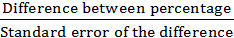 Difference between percentage
Standard error of the difference